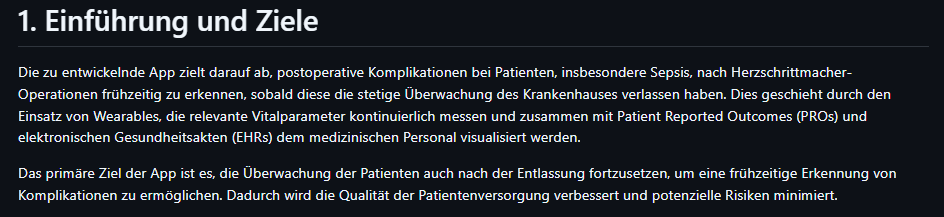 1. Einführung und Ziele
Die zu entwickelnde App zielt darauf ab, postoperative Komplikationen bei Patienten, insbesondere Sepsis, nach Herzschrittmacher-
Operationen frühzeitig zu erkennen, sobald diese die stetige Überwachung des Krankenhauses verlassen haben. Dies geschieht durch den
Einsatz von Wearables, die relevante Vitalparameter kontinuierlich messen und zusammen mit Patient Reported Outcomes (PROs) und
elektronischen Gesundheitsakten (EHRs) dem medizinischen Personal visualisiert werden.
Das primäre Ziel der App ist es, die Überwachung der Patienten auch nach der Entlassung fortzusetzen, um eine frühzeitige Erkennung von
Komplikationen zu ermöglichen. Dadurch wird die Qualität der Patientenversorgung verbessert und potenzielle Risiken minimiert.